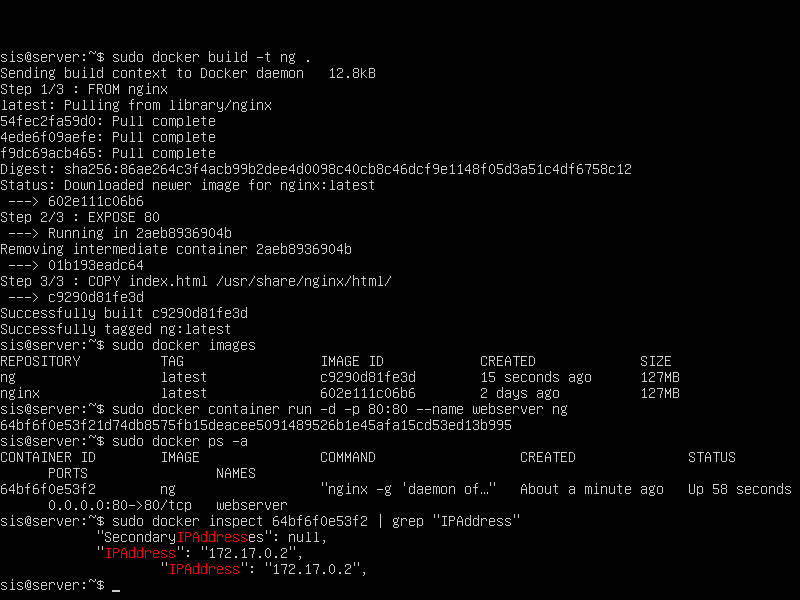 sis@server:~$ sudo docker build -t ng .
Sending build context to Docker daemon   12.8kB
Step 1/3 : FROM nginx
latest: Pulling from library/nginx
54fec2fa59d0: Pull complete
4ede6f09aefe: Pull complete
f9dc69acb465: Pull complete
Digest: sha256:86ae264c3f4acb99b2dee4d0098c40cb8c46dcf9e1148f05d3a51c4df6758c12
Status: Downloaded newer image for nginx:latest
 ---> 602e111c06b6
Step 2/3 : EXPOSE 80
 ---> Running in 2aeb8936904b
Removing intermediate container 2aeb8936904b
 ---> 01b193eadc64
Step 3/3 : COPY index.html /usr/share/nginx/html/
 ---> c9290d81fe3d
Successfully built c9290d81fe3d
Successfully tagged ng:latest
sis@server:~$ sudo docker images
REPOSITORY          TAG                 IMAGE ID            CREATED             SIZE
ng                  latest              c9290d81fe3d        15 seconds ago      127MB
nginx               latest              602e111c06b6        2 days ago          127MB
sis@server:~$ sudo docker container run -d -p 80:80 --name webserver ng
64bf6f0e53f21d74db8575fb15deacee5091489526b1e45afa15cd53ed13b995
sis@server:~$ sudo docker ps -a
CONTAINER ID        IMAGE               COMMAND                  CREATED              STATUS
      PORTS                NAMES
64bf6f0e53f2        ng                  "nginx -g 'daemon of…"   About a minute ago   Up 58 seconds
      0.0.0.0:80->80/tcp   webserver
sis@server:~$ sudo docker inspect 64bf6f0e53f2 | grep "IPAddress"
            "SecondaryIPAddresses": null,
            "IPAddress": "172.17.0.2",
                    "IPAddress": "172.17.0.2",
sis@server:~$ _